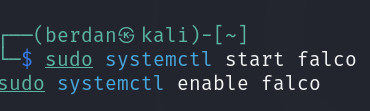 ┌──(berdan㉿kali)-[~]
└─$ sudo systemctl start falco
sudo systemctl enable falco